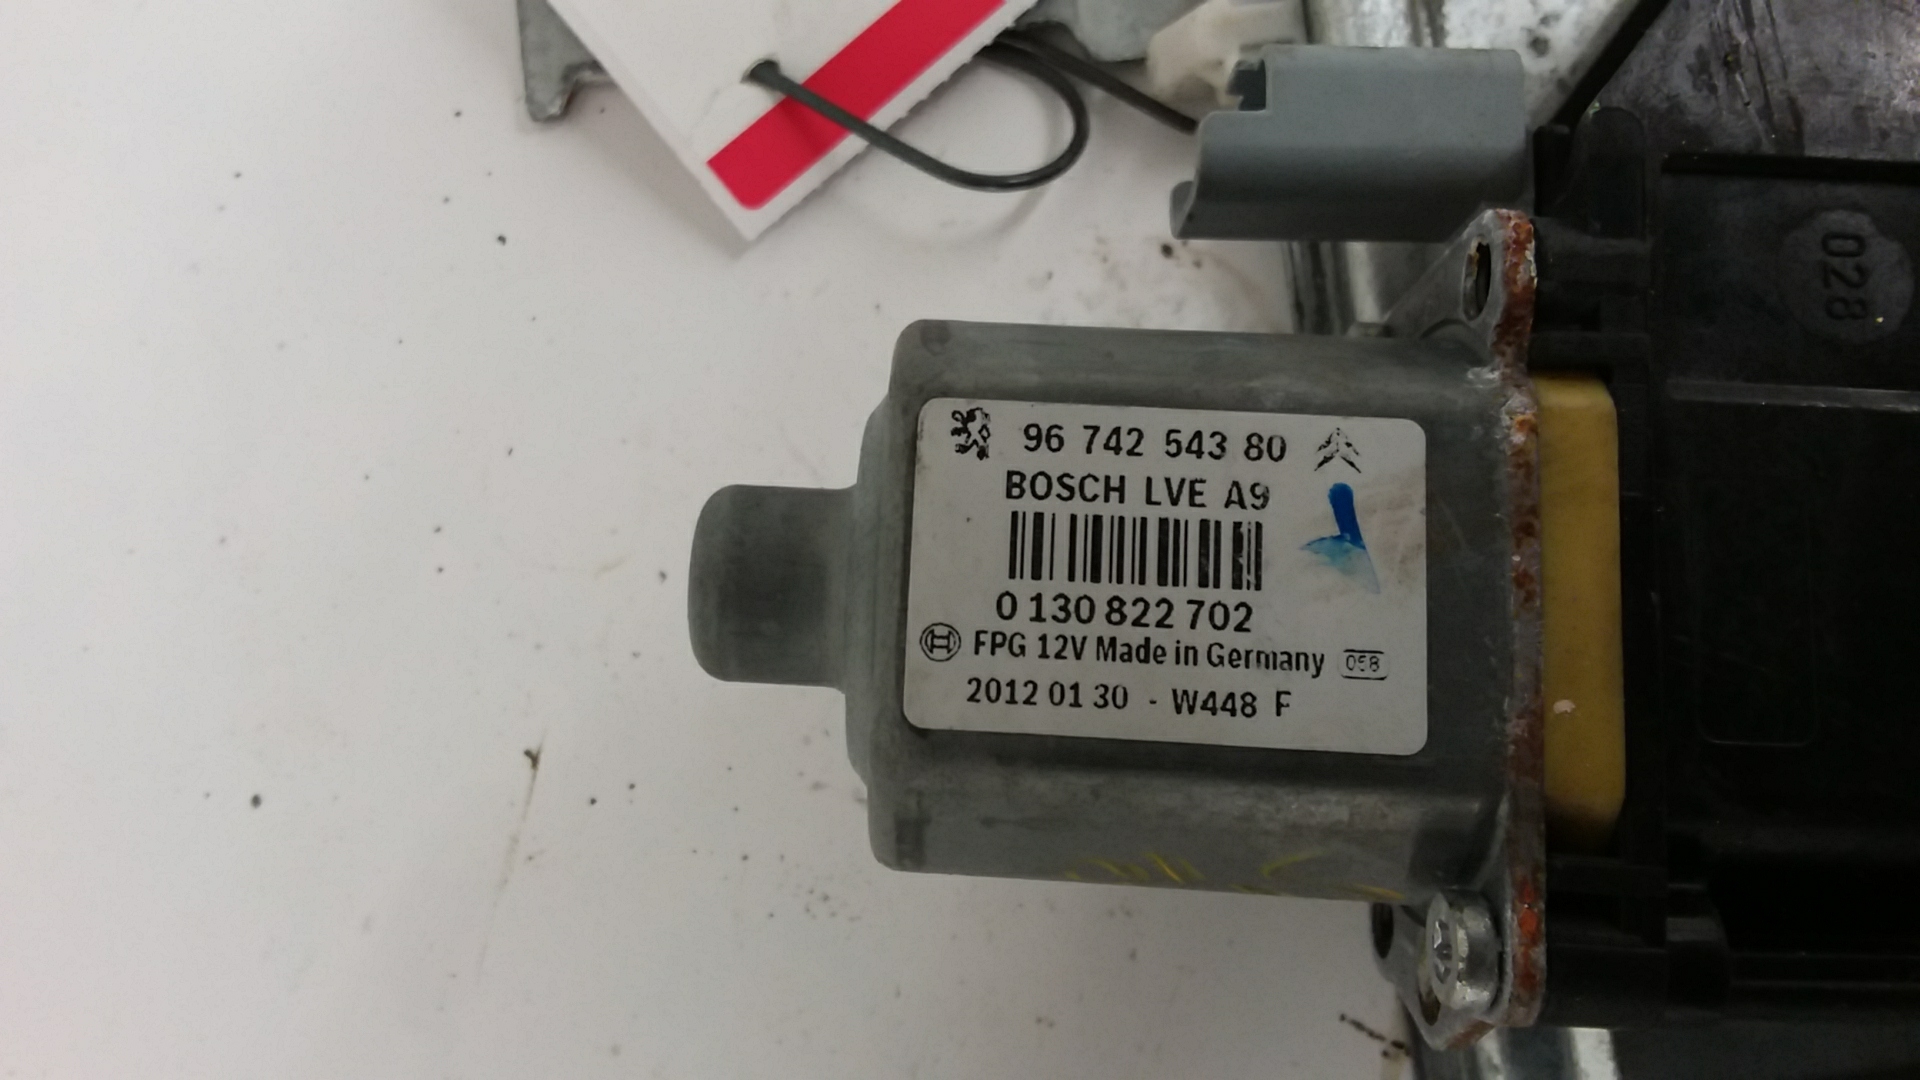 96 742 543 80
BOSCH LVE A9
0 130 822 702
FPG 12V Made in Germany
2012 01 30 - W448 F
028